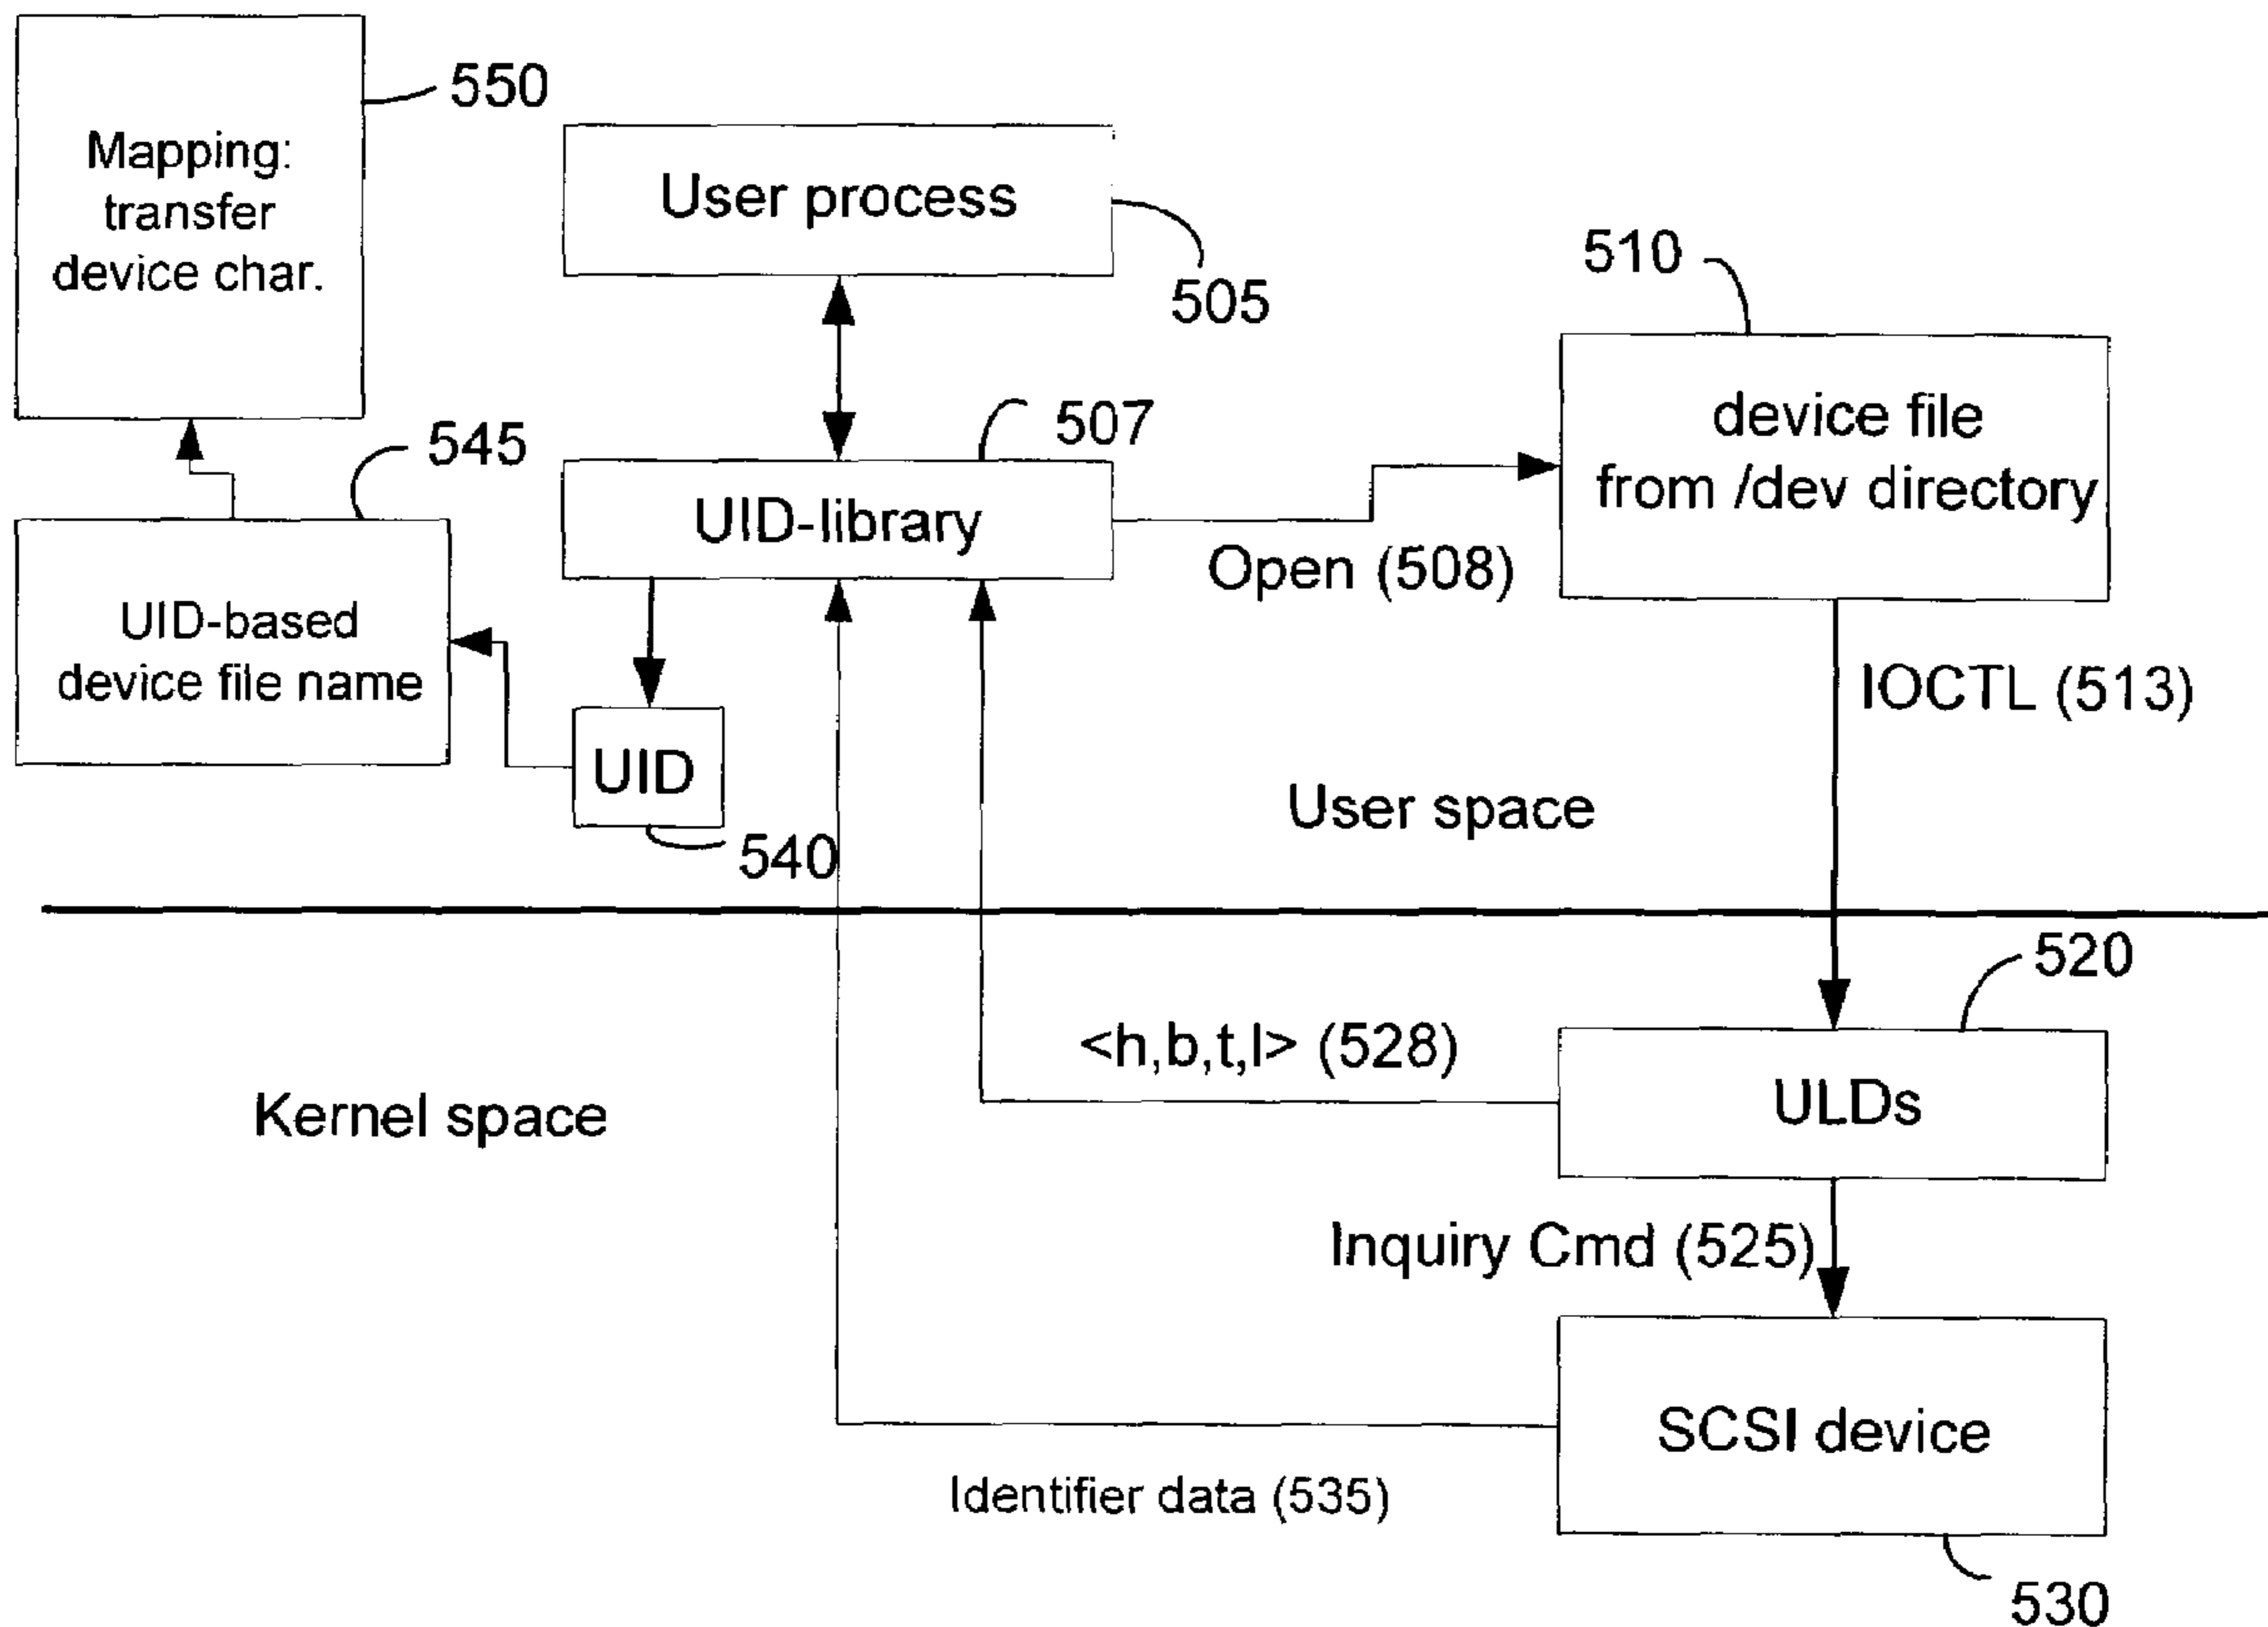 550
Mapping:
transfer
device char.
User process
505
510
device file
from /dev directory
507
545
UID-library
Open (508)
UID-based
device file name
IOCTL (513)
UID
540
User space
520
<h,b,t,l> (528)
ULDs
Kernel space
Inquiry Cmd (525)
SCSI device
Identifier data (535)
530